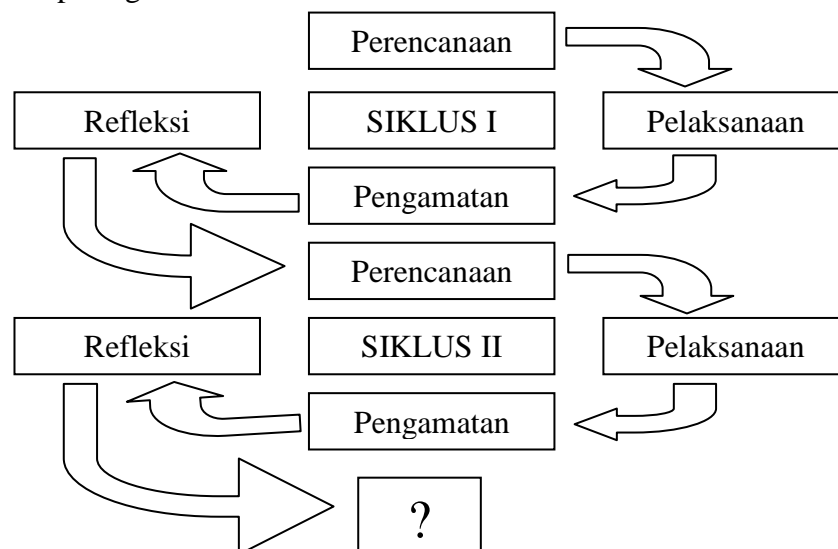 Perencanaan
Refleksi
SIKLUS I
Pelaksanaan
Pengamatan
Perencanaan
Refleksi
SIKLUS II
Pelaksanaan
Pengamatan
?